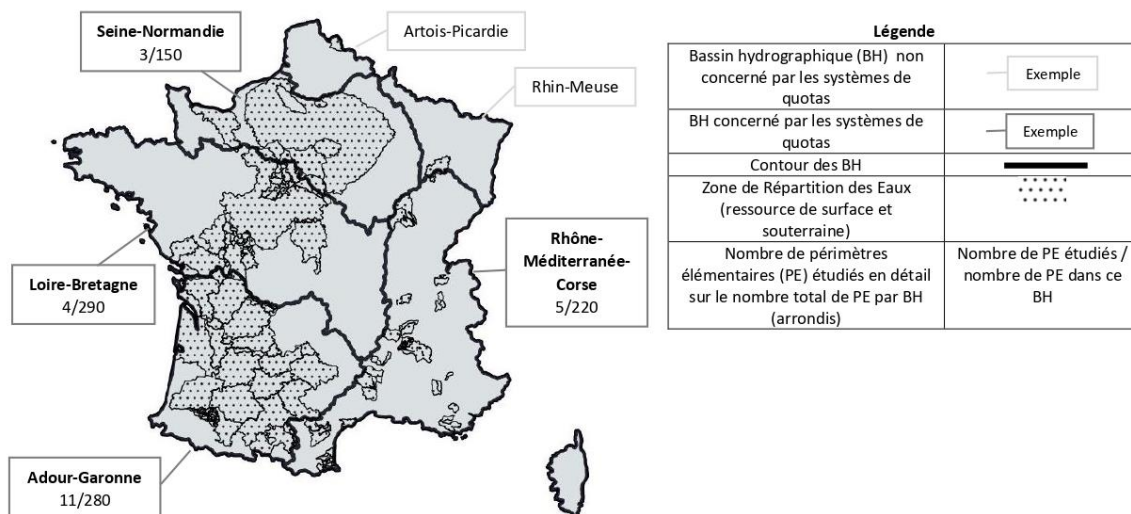 Seine-Normandie
3/150
Artois-Picardie
Rhin-Meuse
Loire-Bretagne
4/290
Rhône-
Méditerranée-
Corse
5/220
Adour-Garonne
11/280
Légende
Bassin hydrographique (BH) non
concerné par les systèmes de
quotas
Exemple
BH concerné par les systèmes de
quotas
Exemple
Contour des BH
Zone de Répartition des Eaux
(ressource de surface et
souterraine)
Nombre de périmètres
élémentaires (PE) étudiés en détail
sur le nombre total de PE par BH
(arrondis)
Nombre de PE étudiés /
nombre de PE dans ce
BH